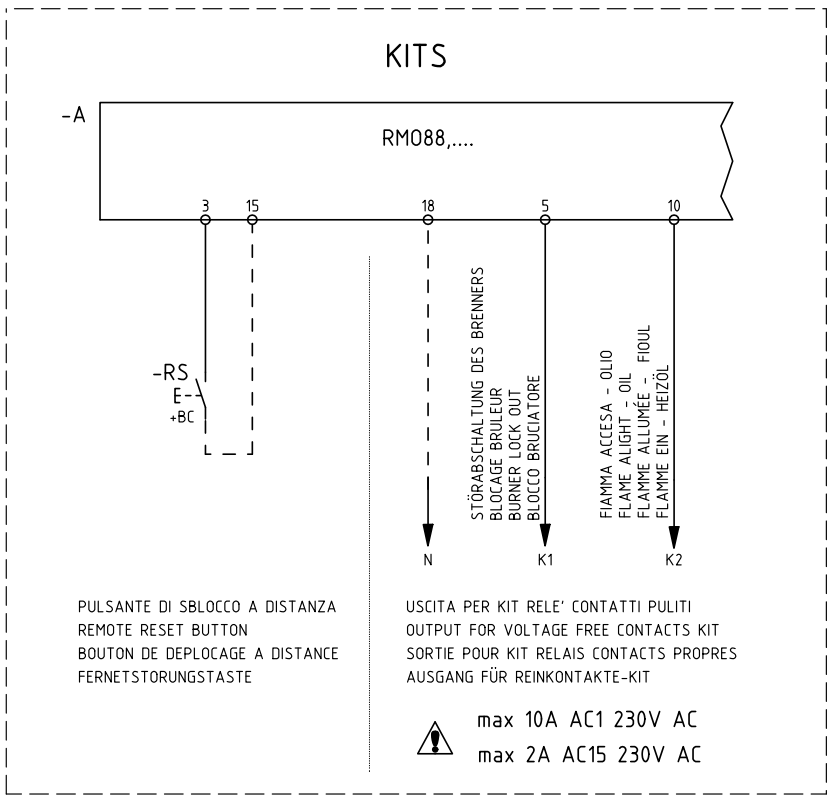 KITS
-A
RMO88,....
3
15
18
5
10
-RS
E
+BC
STÖRABSCHALTUNG DES BRENNERS
BLOCAGE BRULEUR
BURNER LOCK OUT
BLOCCO BRUCIATORE
FIAMMA ACCESA - OLIO
FLAME ALIGHT - OIL
FLAMME ALLUMÉE - FIOUL
FLAMME EIN - HEIZÖL
N
K1
K2
PULSANTE DI SBLOCCO A DISTANZA
REMOTE RESET BUTTON
BOUTON DE DEPLOCAGE A DISTANCE
FERNETSTORUNGSTASTE
USCITA PER KIT RELE' CONTATTI PULITI
OUTPUT FOR VOLTAGE FREE CONTACTS KIT
SORTIE POUR KIT RELAIS CONTACTS PROPRES
AUSGANG FÜR REINKONTAKTE-KIT
max 10A AC1 230V AC
max 2A AC15 230V AC